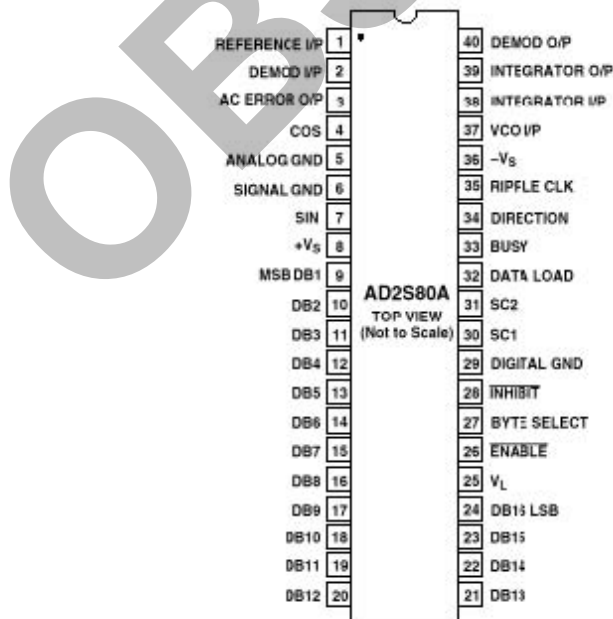 OBS
REFERENCE I/P 1
DEMOD I/P 2
AC ERROR O/P 3
COS 4
ANALOG GND 5
SIGNAL GND 6
SIN 7
+VS 8
MSB DB1 9
DB2 10
DB3 11
DB4 12
DB5 13
DB6 14
DB7 15
DB8 16
DB9 17
DB10 18
DB11 19
DB12 20
AD2S80A
TOP VIEW
(Not to Scale)
40 DEMOD O/P
39 INTEGRATOR O/P
38 INTEGRATOR I/P
37 VCO I/P
36 –VS
35 RIPPLE CLK
34 DIRECTION
33 BUSY
32 DATA LOAD
31 SC2
30 SC1
29 DIGITAL GND
28 INHIBIT
27 BYTE SELECT
26 ENABLE
25 VL
24 DB16 LSB
23 DB15
22 DB14
21 DB13